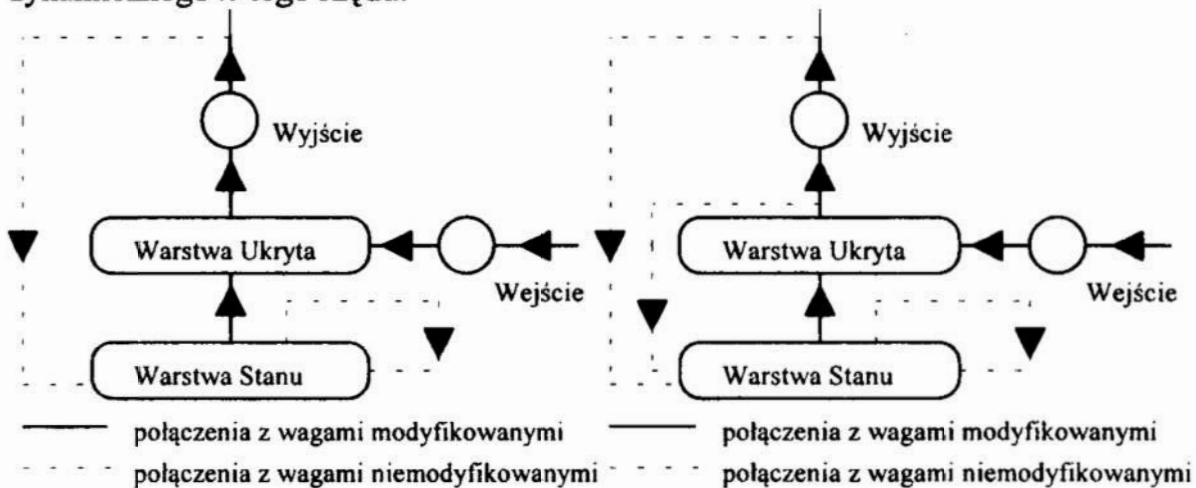 Wyjście Wyjście
Warstwa Ukryta Warstwa Ukryta
Wejście Wejście
Warstwa Stanu Warstwa Stanu
połączenia z wagami modyfikowanymi połączenia z wagami modyfikowanymi
połączenia z wagami niemodyfikowanymi połączenia z wagami niemodyfikowanymi